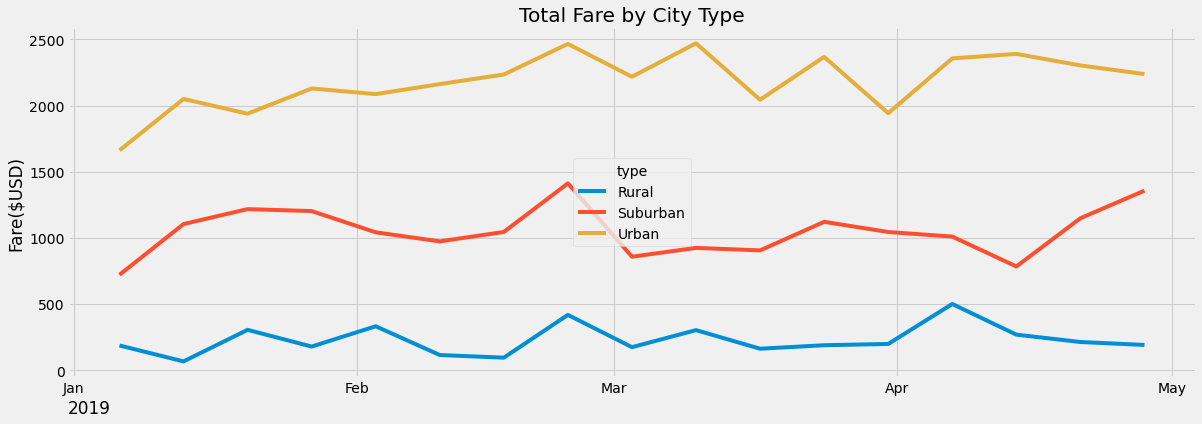 Total Fare by City Type
Fare($USD)
2500
2000
1500
1000
500
0
type
Rural
Suburban
Urban
Jan
Feb
Mar
Apr
May
2019